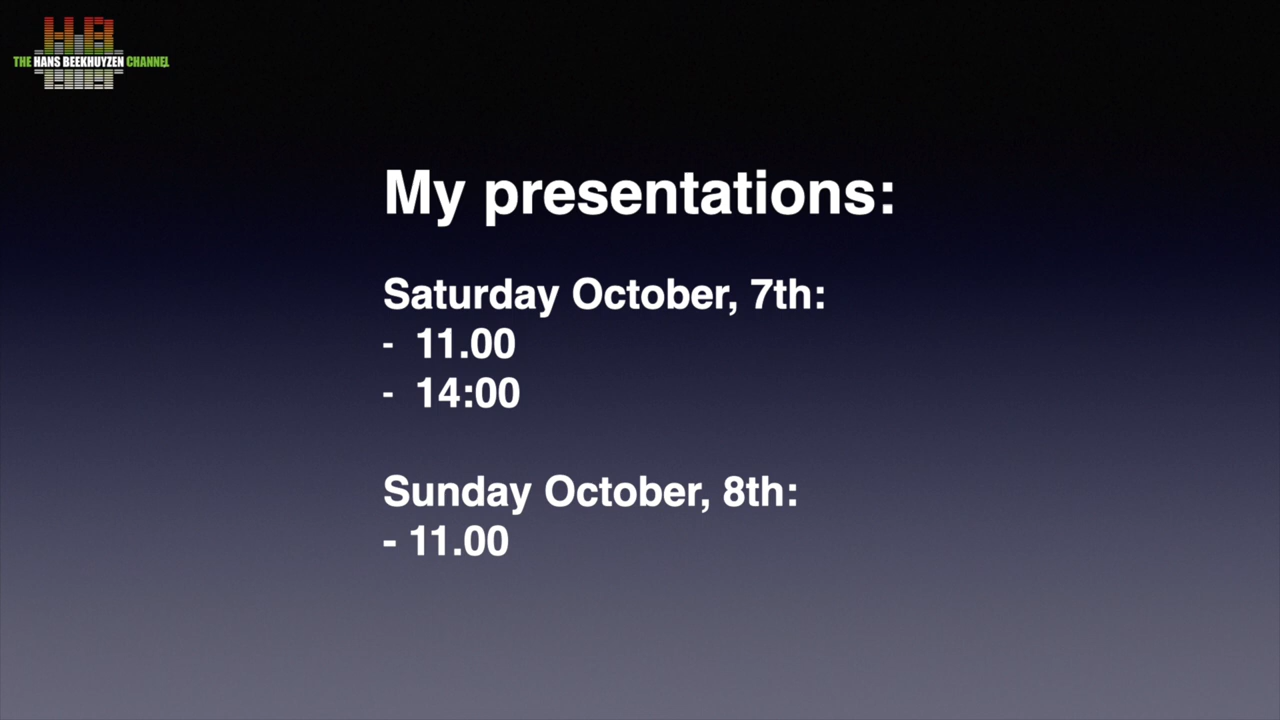 THE HANS BEEKHUYZEN CHANNEL
My presentations:
Saturday October, 7th:
- 11.00
- 14:00
Sunday October, 8th:
- 11.00